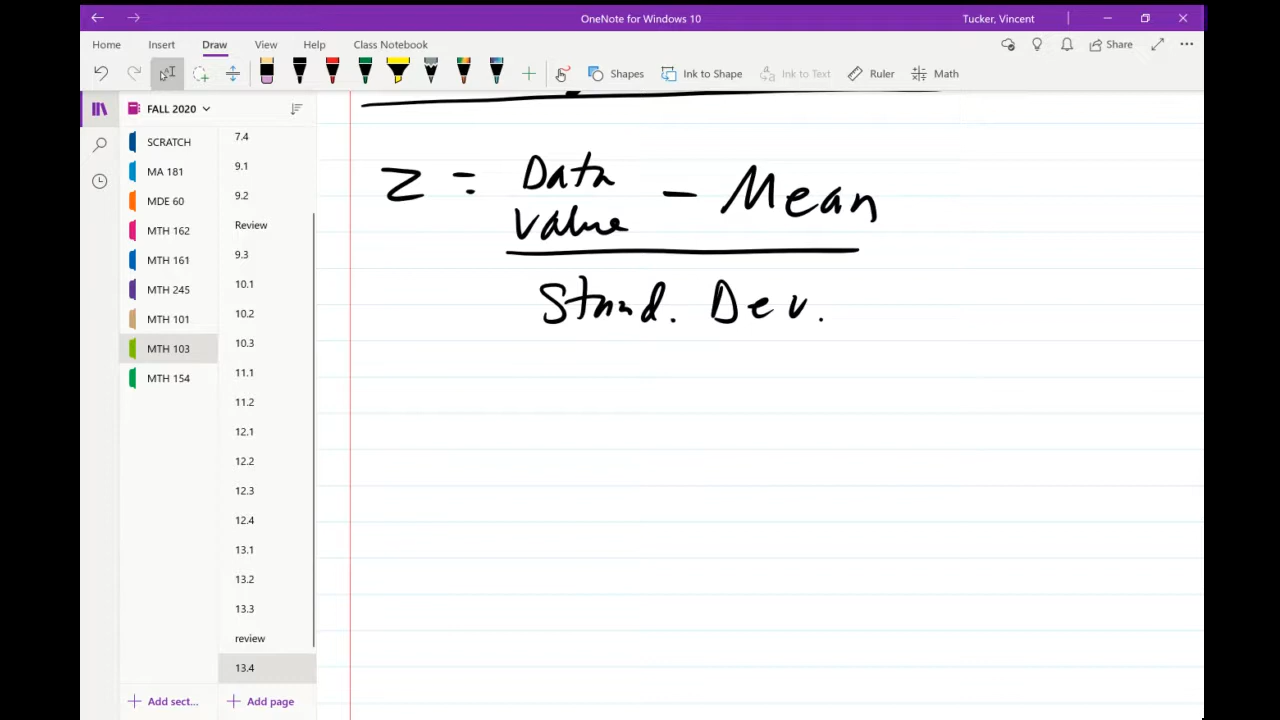 OneNote for Windows 10
Tucker, Vincent
Home Insert Draw View Help Class Notebook
Share
Shapes Ink to Shape Ink to Text Ruler Math
FALL 2020
SCRATCH
MA 181
MDE 60
MTH 162
MTH 161
MTH 245
MTH 101
MTH 103
MTH 154
Add sect...
7.4
9.1
9.2
Review
9.3
10.1
10.2
10.3
11.1
11.2
12.1
12.2
12.3
12.4
13.1
13.2
13.3
review
13.4
Add page
z = Data Value - Mean
Stand. Dev.